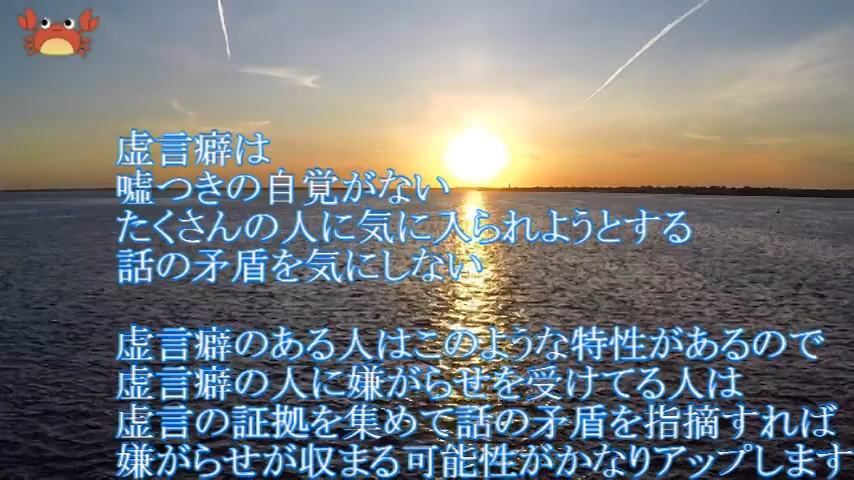 虚言癖は
嘘つきの自覚がない
たくさんの人に気に入られようとする
話の矛盾を気にしない
虚言癖のある人はこのような特性があるので
虚言癖の人に嫌がらせを受けてる人は
虚言の証拠を集めて話の矛盾を指摘すれば
嫌がらせが収まる可能性がかなりアップします